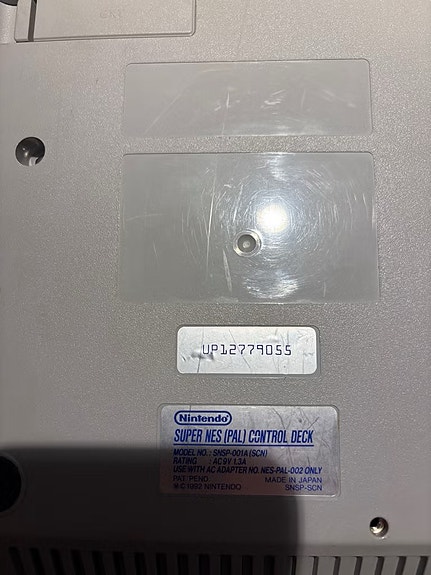 EXT
UP12779055
Nintendo
SUPER NES (PAL) CONTROL DECK
MODEL NO.: SNSP-001A (SCN)
RATING : AC 9V 1.3A
USE WITH AC ADAPTER NO. NES-PAL-002 ONLY
PAT. PEND. MADE IN JAPAN
® © 1992 NINTENDO SNSP-SCN